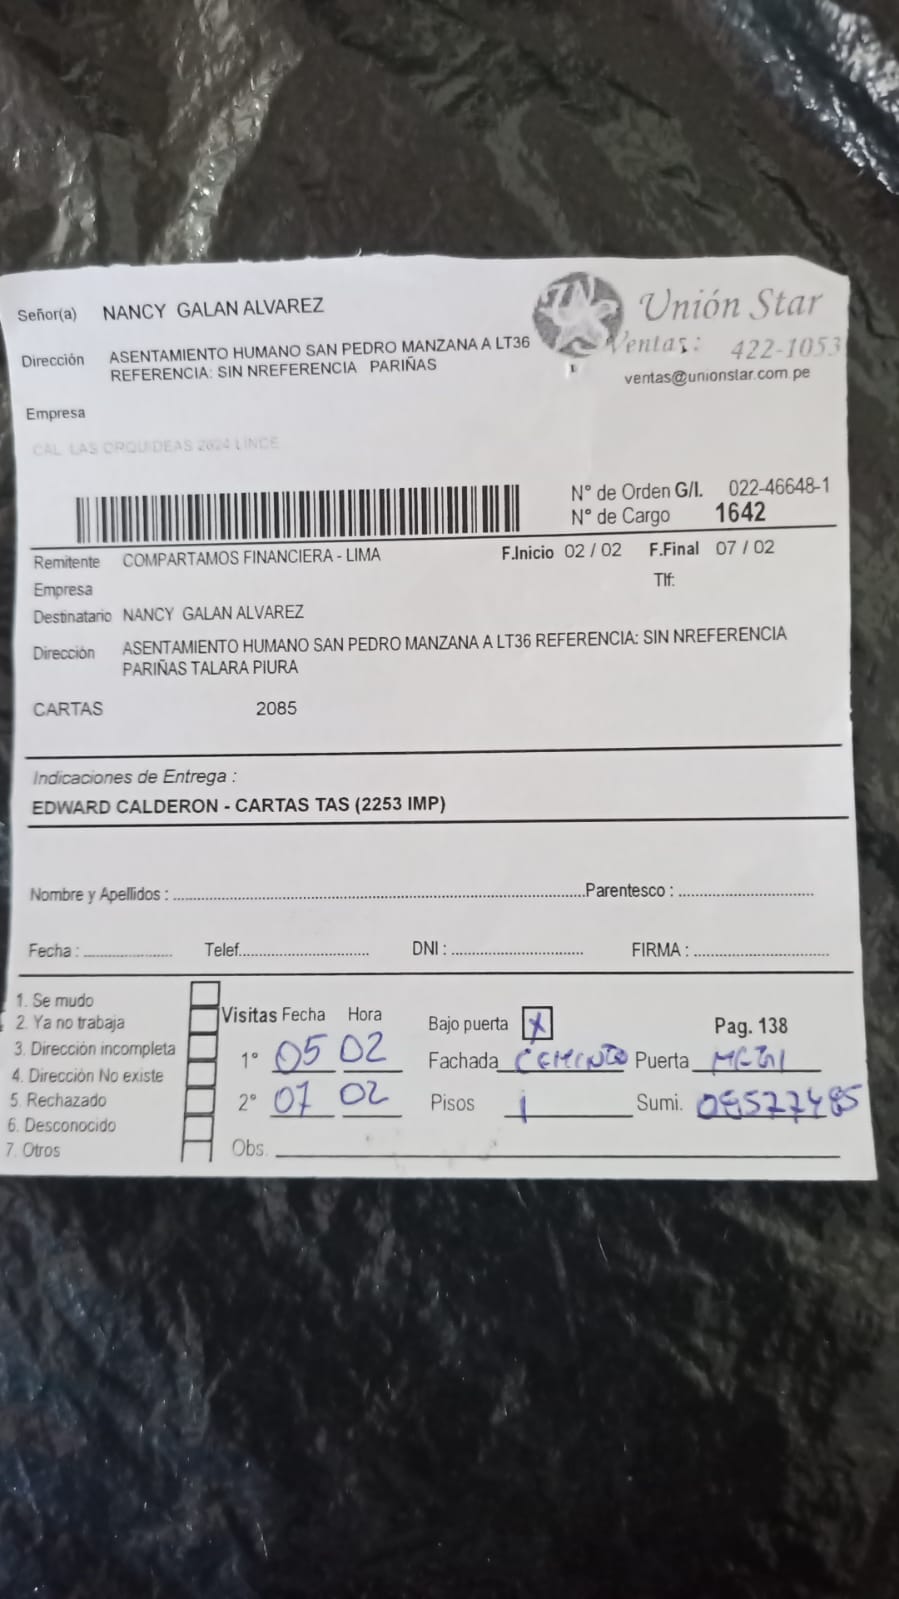 Señor(a) NANCY GALAN ALVAREZ
Unión Star
Dirección ASENTAMIENTO HUMANO SAN PEDRO MANZANA A LT36
REFERENCIA: SIN NREFERENCIA PARIÑAS
Ventas: 422-1053
ventas@unionstar.com.pe
Empresa
CAL. LAS ORQUIDEAS 2624 LINCE
N° de Orden G/I. 022-46648-1
N° de Cargo 1642
Remitente COMPARTAMOS FINANCIERA - LIMA F.Inicio 02 / 02 F.Final 07 / 02
Empresa Tlf:
Destinatario NANCY GALAN ALVAREZ
Dirección ASENTAMIENTO HUMANO SAN PEDRO MANZANA A LT36 REFERENCIA: SIN NREFERENCIA
PARIÑAS TALARA PIURA
CARTAS 2085
Indicaciones de Entrega :
EDWARD CALDERON - CARTAS TAS (2253 IMP)
Nombre y Apellidos : Parentesco :
Fecha : Telef. DNI : FIRMA :
1. Se mudo
2. Ya no trabaja
3. Dirección incompleta
4. Dirección No existe
5. Rechazado
6. Desconocido
7. Otros
Visitas Fecha Hora
1° 05 02
2° 07 02
Obs.
Bajo puerta X Pag. 138
Fachada CEMENTO Puerta
Pisos 1 Sumi.